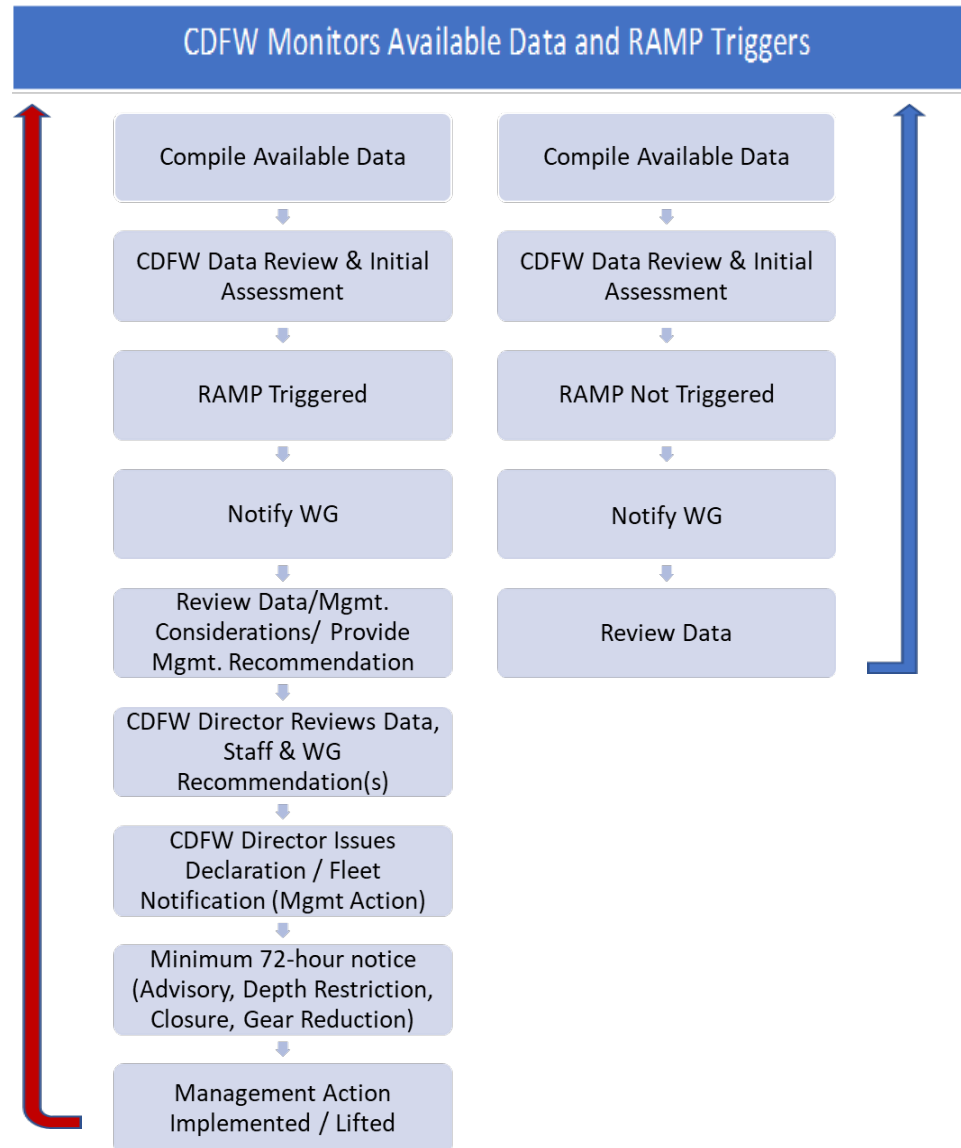 CDFW Monitors Available Data and RAMP Triggers
Compile Available Data
CDFW Data Review & Initial
Assessment
RAMP Triggered
Notify WG
Review Data/Mgmt.
Considerations/ Provide
Mgmt. Recommendation
CDFW Director Reviews Data,
Staff & WG
Recommendation(s)
CDFW Director Issues
Declaration / Fleet
Notification (Mgmt Action)
Minimum 72-hour notice
(Advisory, Depth Restriction,
Closure, Gear Reduction)
Management Action
Implemented / Lifted
Compile Available Data
CDFW Data Review & Initial
Assessment
RAMP Not Triggered
Notify WG
Review Data